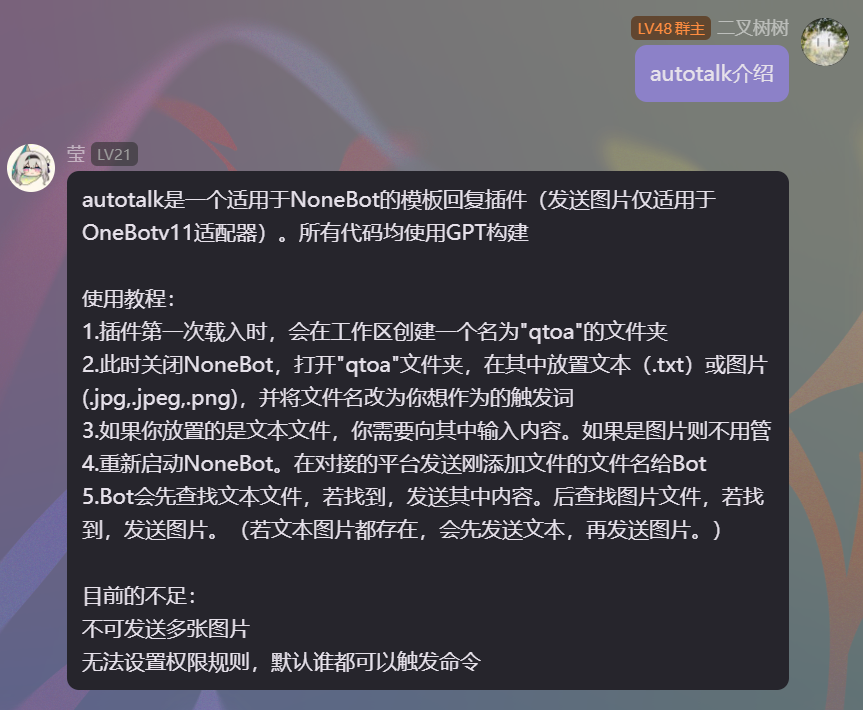 LV48 群主 二叉树树
autotalk介绍
莹 LV21
autotalk是一个适用于NoneBot的模板回复插件（发送图片仅适用于
OneBotv11适配器）。所有代码均使用GPT构建
使用教程：
1.插件第一次载入时，会在工作区创建一个名为"qtoa"的文件夹
2.此时关闭NoneBot，打开"qtoa"文件夹，在其中放置文本（.txt）或图片
(.jpg,.jpeg,.png)，并将文件名改为你想作为的触发词
3.如果你放置的是文本文件，你需要向其中输入内容。如果是图片则不用管
4.重新启动NoneBot。在对接的平台发送刚添加文件的文件名给Bot
5.Bot会先查找文本文件，若找到，发送其中内容。后查找图片文件，若找
到，发送图片。（若文本图片都存在，会先发送文本，再发送图片。）
目前的不足：
不可发送多张图片
无法设置权限规则，默认谁都可以触发命令